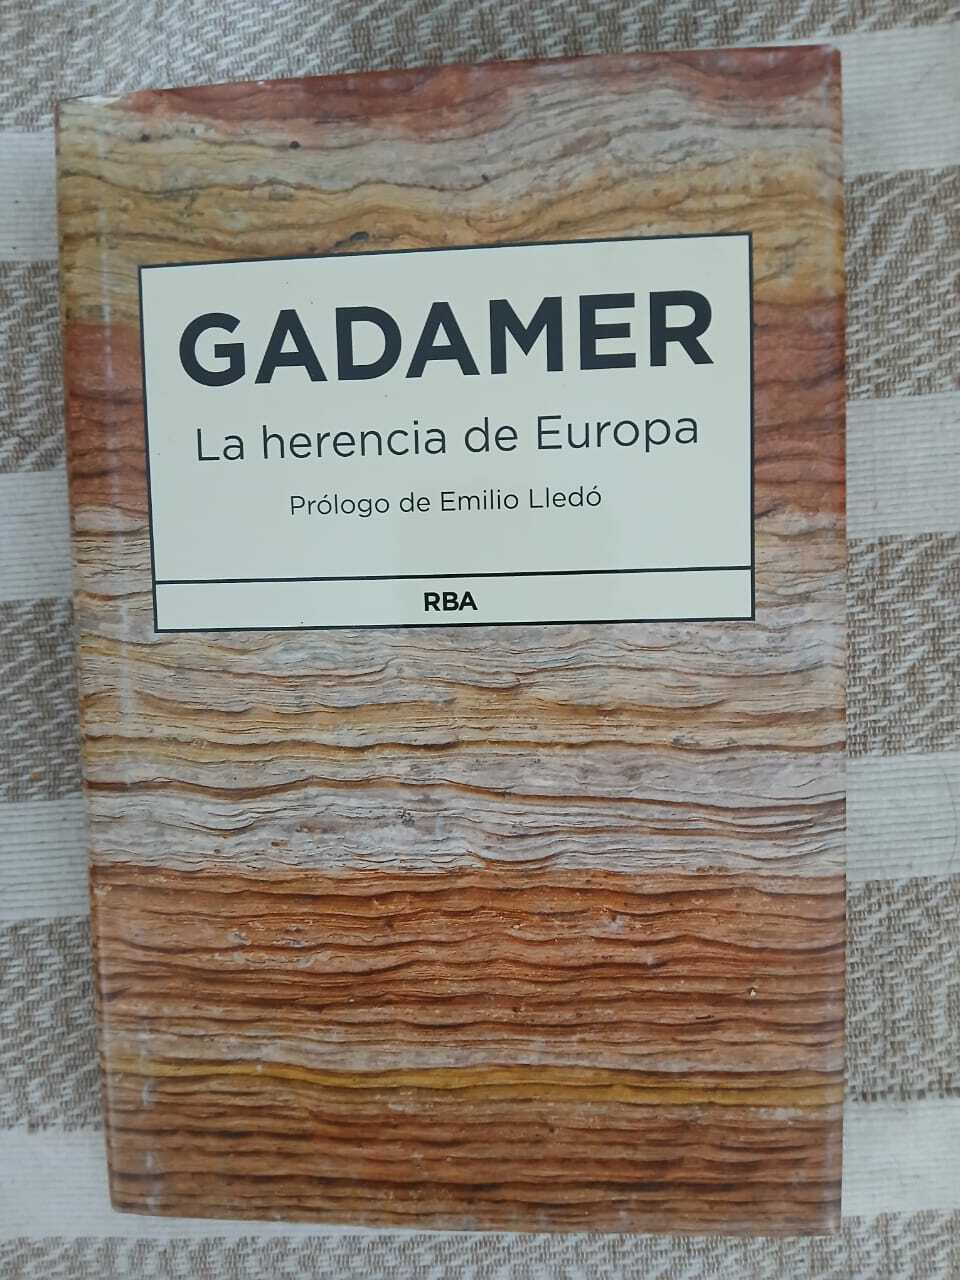 GADAMER
La herencia de Europa
Prólogo de Emilio Lledó
RBA